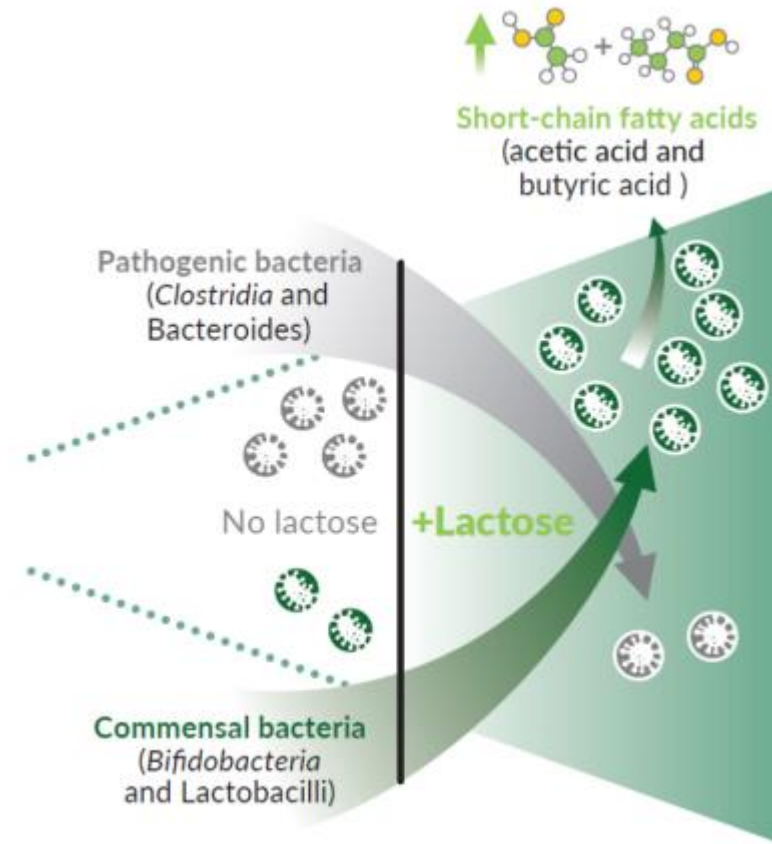 +
Short-chain fatty acids
(acetic acid and
butyric acid )
Pathogenic bacteria
(Clostridia and
Bacteroides)
No lactose
+Lactose
Commensal bacteria
(Bifidobacteria
and Lactobacilli)